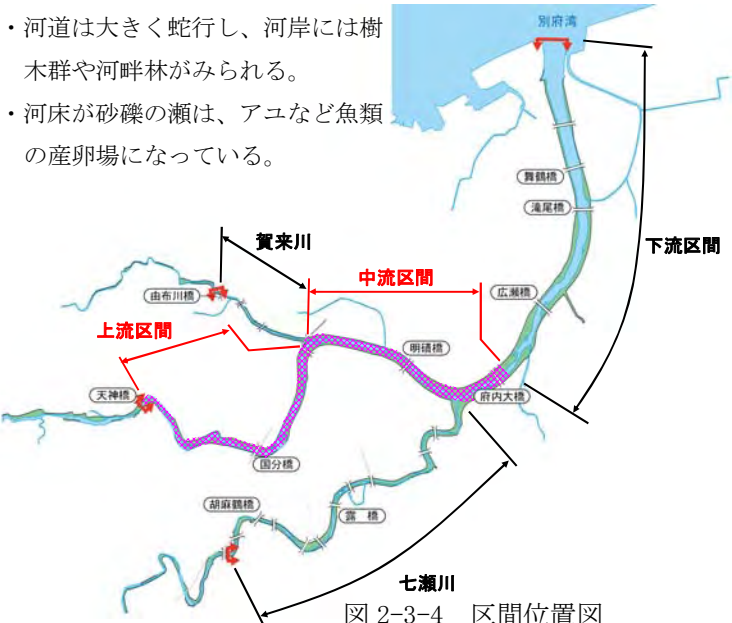 ・河道は大きく蛇行し、河岸には樹
木群や河畔林がみられる。
・河床が砂礫の瀬は、アユなど魚類
の産卵場になっている。
別府湾
舞鶴橋
滝尾橋
下流区間
賀来川
中流区間
由布川橋
広瀬橋
上流区間
明磧橋
天神橋
府内大橋
国分橋
胡麻鶴橋
露　橋
七瀬川
図 2-3-4　区間位置図